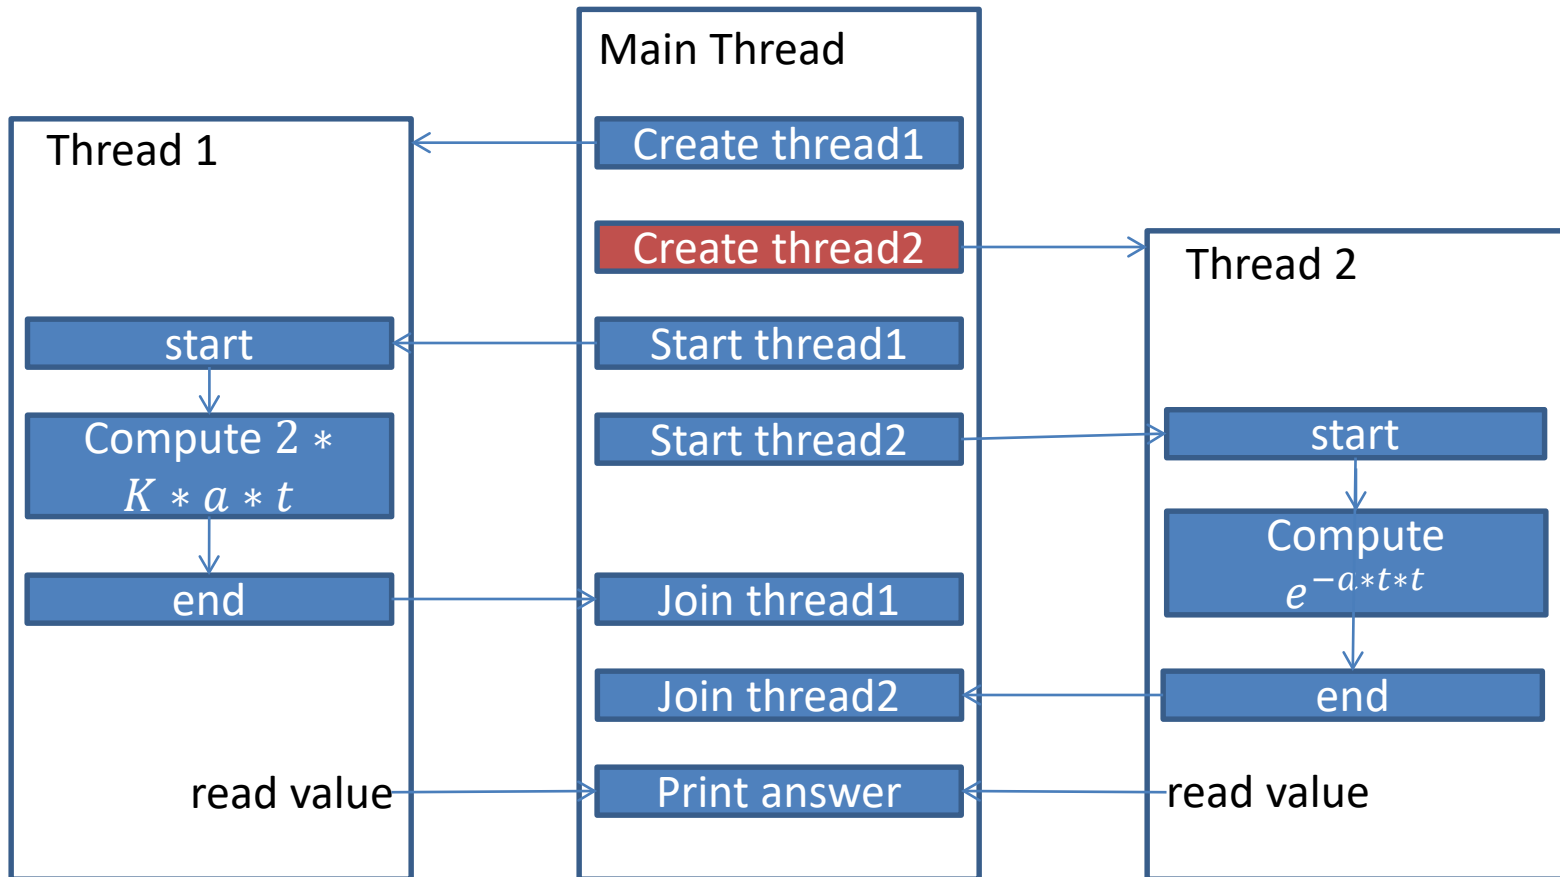 Main Thread
Create thread1
Create thread2
Start thread1
Start thread2
Join thread1
Join thread2
Print answer
Thread 1
start
Compute 2 ∗
K ∗ a ∗ t
end
read value
Thread 2
start
Compute
e^{−a∗t∗t}
end
read value